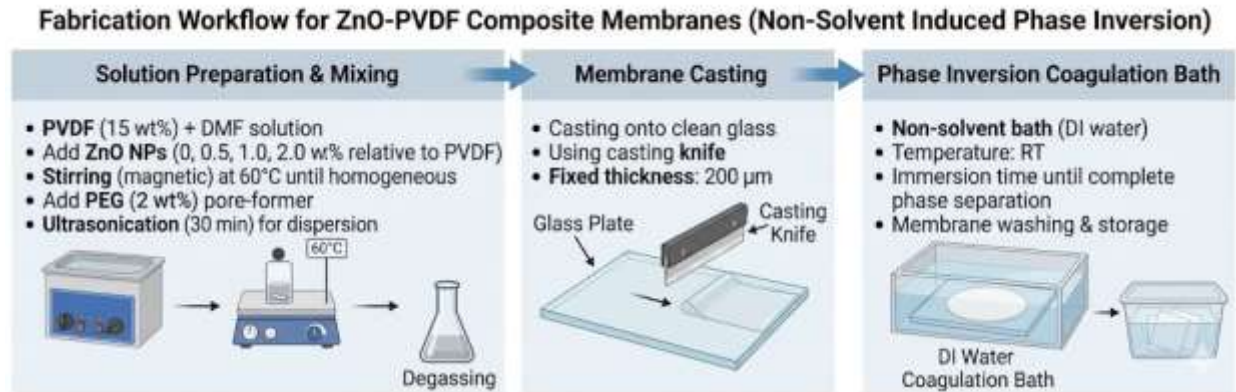 Fabrication Workflow for ZnO-PVDF Composite Membranes (Non-Solvent Induced Phase Inversion)
Solution Preparation & Mixing
• PVDF (15 wt%) + DMF solution
• Add ZnO NPs (0, 0.5, 1.0, 2.0 w% relative to PVDF)
• Stirring (magnetic) at 60°C until homogeneous
• Add PEG (2 wt%) pore-former
• Ultrasonication (30 min) for dispersion
60°C
Degassing
Membrane Casting
• Casting onto clean glass
• Using casting knife
• Fixed thickness: 200 µm
Glass Plate
Casting
Knife
Phase Inversion Coagulation Bath
• Non-solvent bath (DI water)
• Temperature: RT
• Immersion time until complete
phase separation
• Membrane washing & storage
DI Water
Coagulation Bath